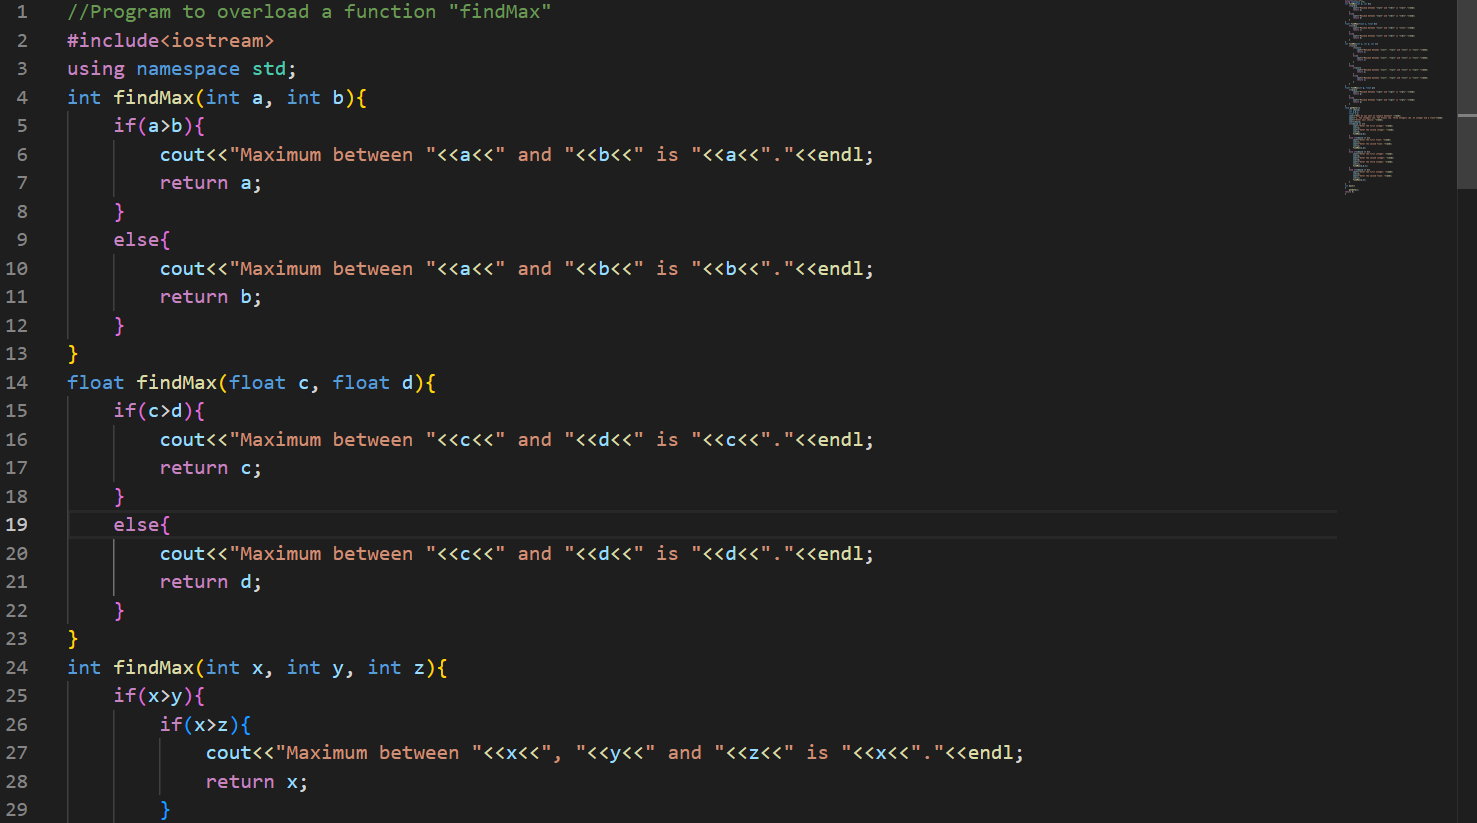 1 //Program to overload a function "findMax"
2 #include<iostream>
3 using namespace std;
4 int findMax(int a, int b){
5     if(a>b){
6         cout<<"Maximum between "<<a<<" and "<<b<<" is "<<a<<"."<<endl;
7         return a;
8     }
9     else{
10         cout<<"Maximum between "<<a<<" and "<<b<<" is "<<b<<"."<<endl;
11         return b;
12     }
13 }
14 float findMax(float c, float d){
15     if(c>d){
16         cout<<"Maximum between "<<c<<" and "<<d<<" is "<<c<<"."<<endl;
17         return c;
18     }
19     else{
20         cout<<"Maximum between "<<c<<" and "<<d<<" is "<<d<<"."<<endl;
21         return d;
22     }
23 }
24 int findMax(int x, int y, int z){
25     if(x>y){
26         if(x>z){
27             cout<<"Maximum between "<<x<<", "<<y<<" and "<<z<<" is "<<x<<"."<<endl;
28             return x;
29         }